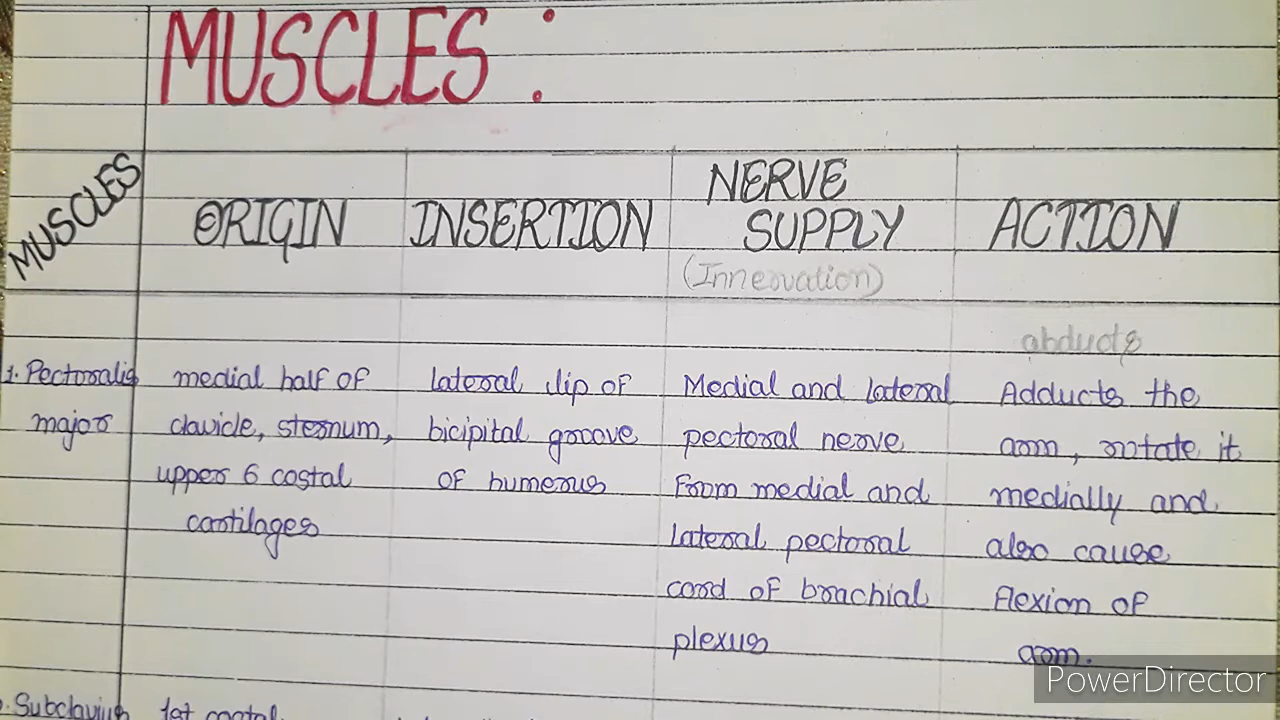 MUSCLES :
MUSCLES
ORIGIN
INSERTION
NERVE
SUPPLY
(Innervation)
ACTION
1. Pectoralis
major
medial half of
clavicle, sternum,
upper 6 costal
cartilages
lateral lip of
bicipital groove
of humerus
Medial and lateral
pectoral nerve
From medial and
lateral pectoral
cord of brachial
plexus
abducts
Adducts the
arm, rotate it
medially and
also cause
flexion of
arm.
Subclavius
1st costal
PowerDirector